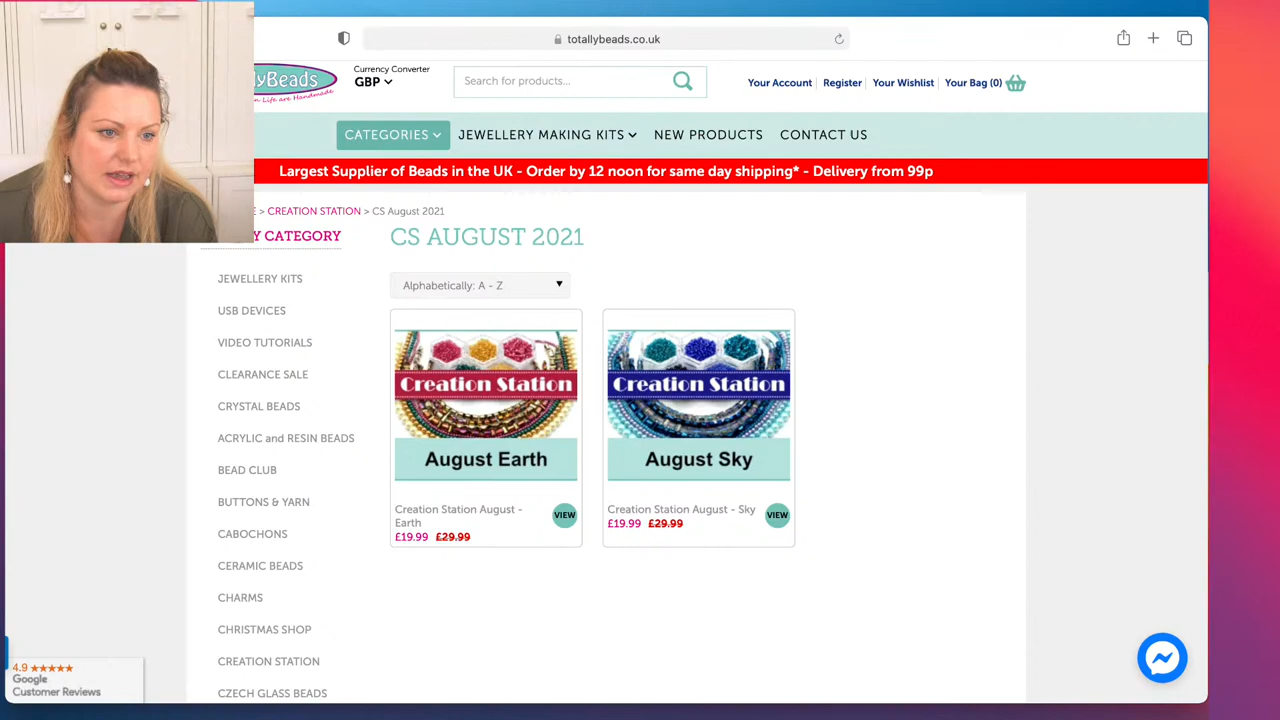 totallybeads.co.uk
Currency Converter
GBP
Search for products...
Your Account
Register
Your Wishlist
Your Bag (0)
lyBeads
Life are Handmade
CATEGORIES
JEWELLERY MAKING KITS
NEW PRODUCTS
CONTACT US
Largest Supplier of Beads in the UK - Order by 12 noon for same day shipping* - Delivery from 99p
> CREATION STATION > CS August 2021
Y CATEGORY
JEWELLERY KITS
USB DEVICES
VIDEO TUTORIALS
CLEARANCE SALE
CRYSTAL BEADS
ACRYLIC and RESIN BEADS
BEAD CLUB
BUTTONS & YARN
CABOCHONS
CERAMIC BEADS
CHARMS
CHRISTMAS SHOP
CREATION STATION
CZECH GLASS BEADS
CS AUGUST 2021
Alphabetically: A - Z
Creation Station
August Earth
Creation Station August -
Earth
£19.99 £29.99
VIEW
Creation Station
August Sky
Creation Station August - Sky
£19.99 £29.99
VIEW
4.9 ★★★★★
Google
Customer Reviews